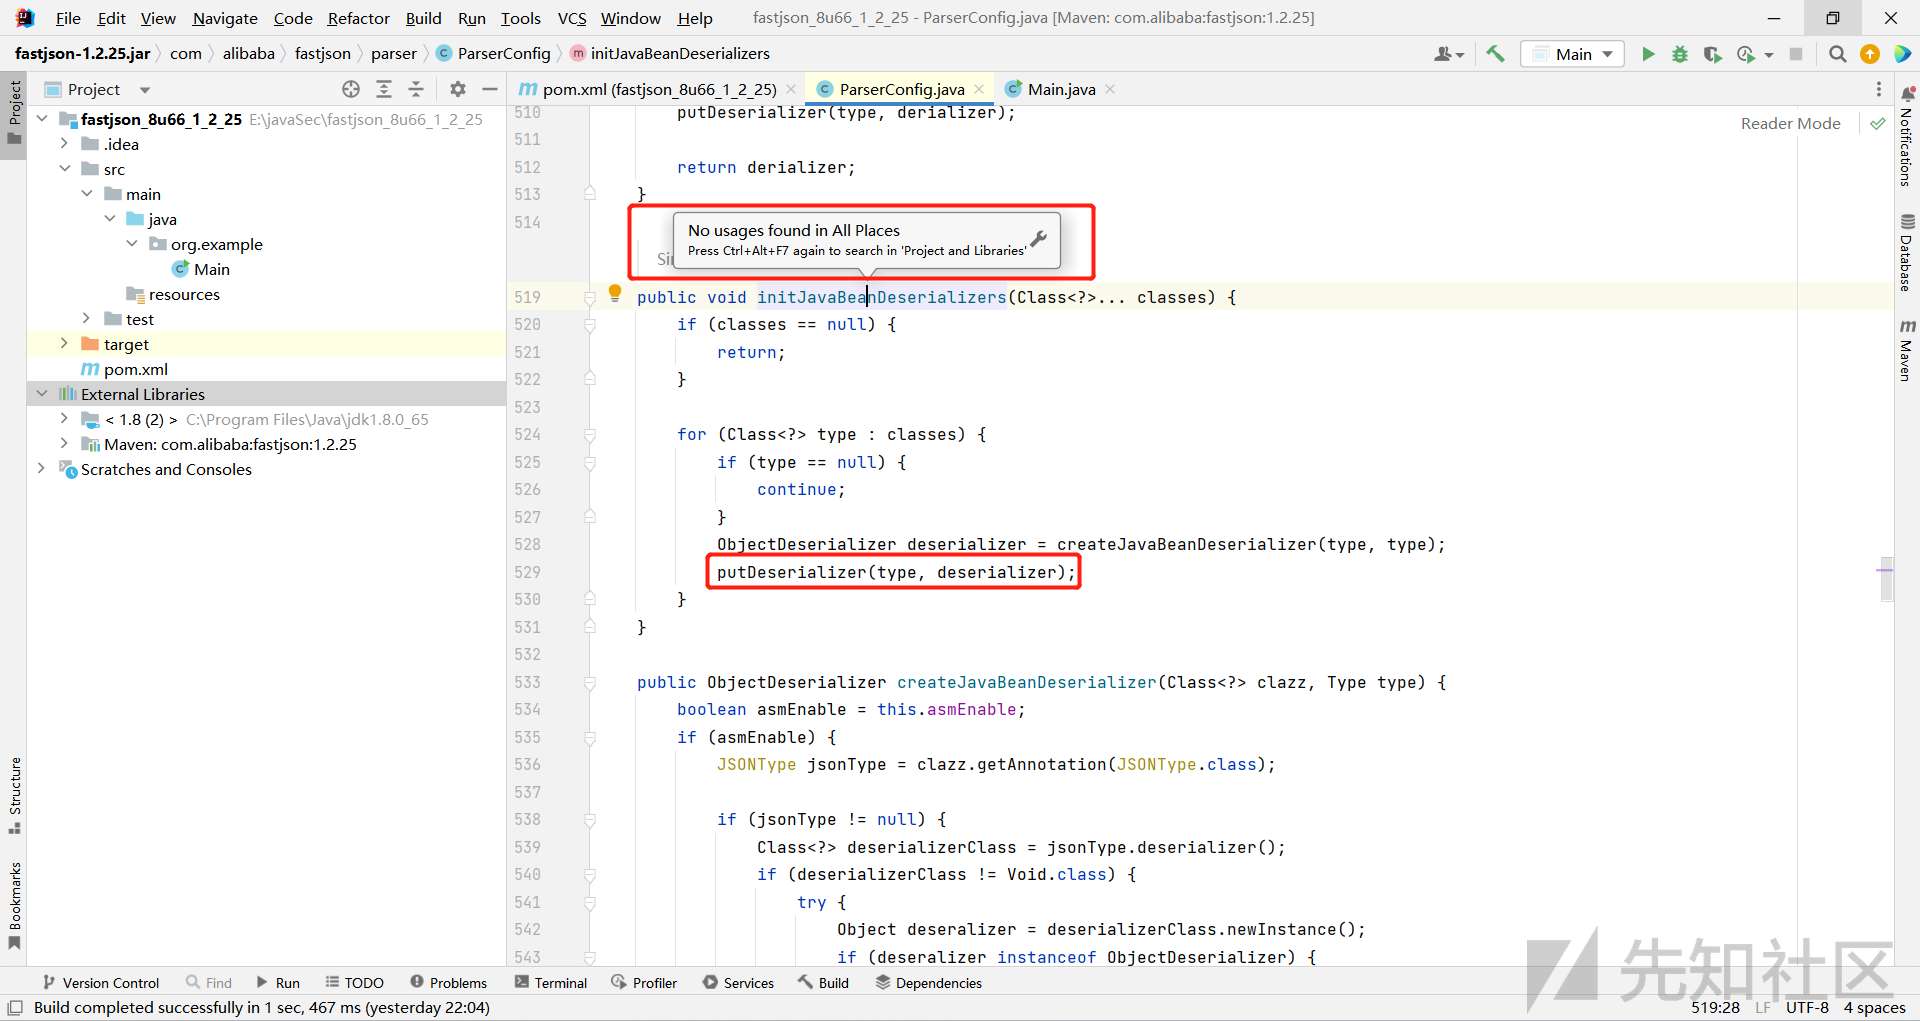 File Edit View Navigate Code Refactor Build Run Tools VCS Window Help fastjson_8u66_1_2_25 - ParserConfig.java [Maven: com.alibaba:fastjson:1.2.25]
fastjson-1.2.25.jar com alibaba fastjson parser ParserConfig initJavaBeanDeserializers Main
Project
pom.xml (fastjson_8u66_1_2_25) ParserConfig.java Main.java
Reader Mode
Project
Structure
Bookmarks
Notifications
Database
Maven
fastjson_8u66_1_2_25 E:\javaSec\fastjson_8u66_1_2_25
.idea
src
main
java
org.example
Main
resources
test
target
pom.xml
External Libraries
< 1.8 (2) > C:\Program Files\Java\jdk1.8.0_65
Maven: com.alibaba:fastjson:1.2.25
Scratches and Consoles
510 putDeserializer(type, derializer);
511
512 return derializer;
513 }
514
No usages found in All Places
Press Ctrl+Alt+F7 again to search in 'Project and Libraries'
519 public void initJavaBeanDeserializers(Class<?>... classes) {
520 if (classes == null) {
521 return;
522 }
523
524 for (Class<?> type : classes) {
525 if (type == null) {
526 continue;
527 }
528 ObjectDeserializer deserializer = createJavaBeanDeserializer(type, type);
529 putDeserializer(type, deserializer);
530 }
531 }
532
533 public ObjectDeserializer createJavaBeanDeserializer(Class<?> clazz, Type type) {
534 boolean asmEnable = this.asmEnable;
535 if (asmEnable) {
536 JSONType jsonType = clazz.getAnnotation(JSONType.class);
537
538 if (jsonType != null) {
539 Class<?> deserializerClass = jsonType.deserializer();
540 if (deserializerClass != Void.class) {
541 try {
542 Object deseralizer = deserializerClass.newInstance();
543 if (deseralizer instanceof ObjectDeserializer) {
先知社区
Version Control Find Run TODO Problems Terminal Profiler Services Build Dependencies
Build completed successfully in 1 sec, 467 ms (yesterday 22:04) 519:28 LF UTF-8 4 spaces